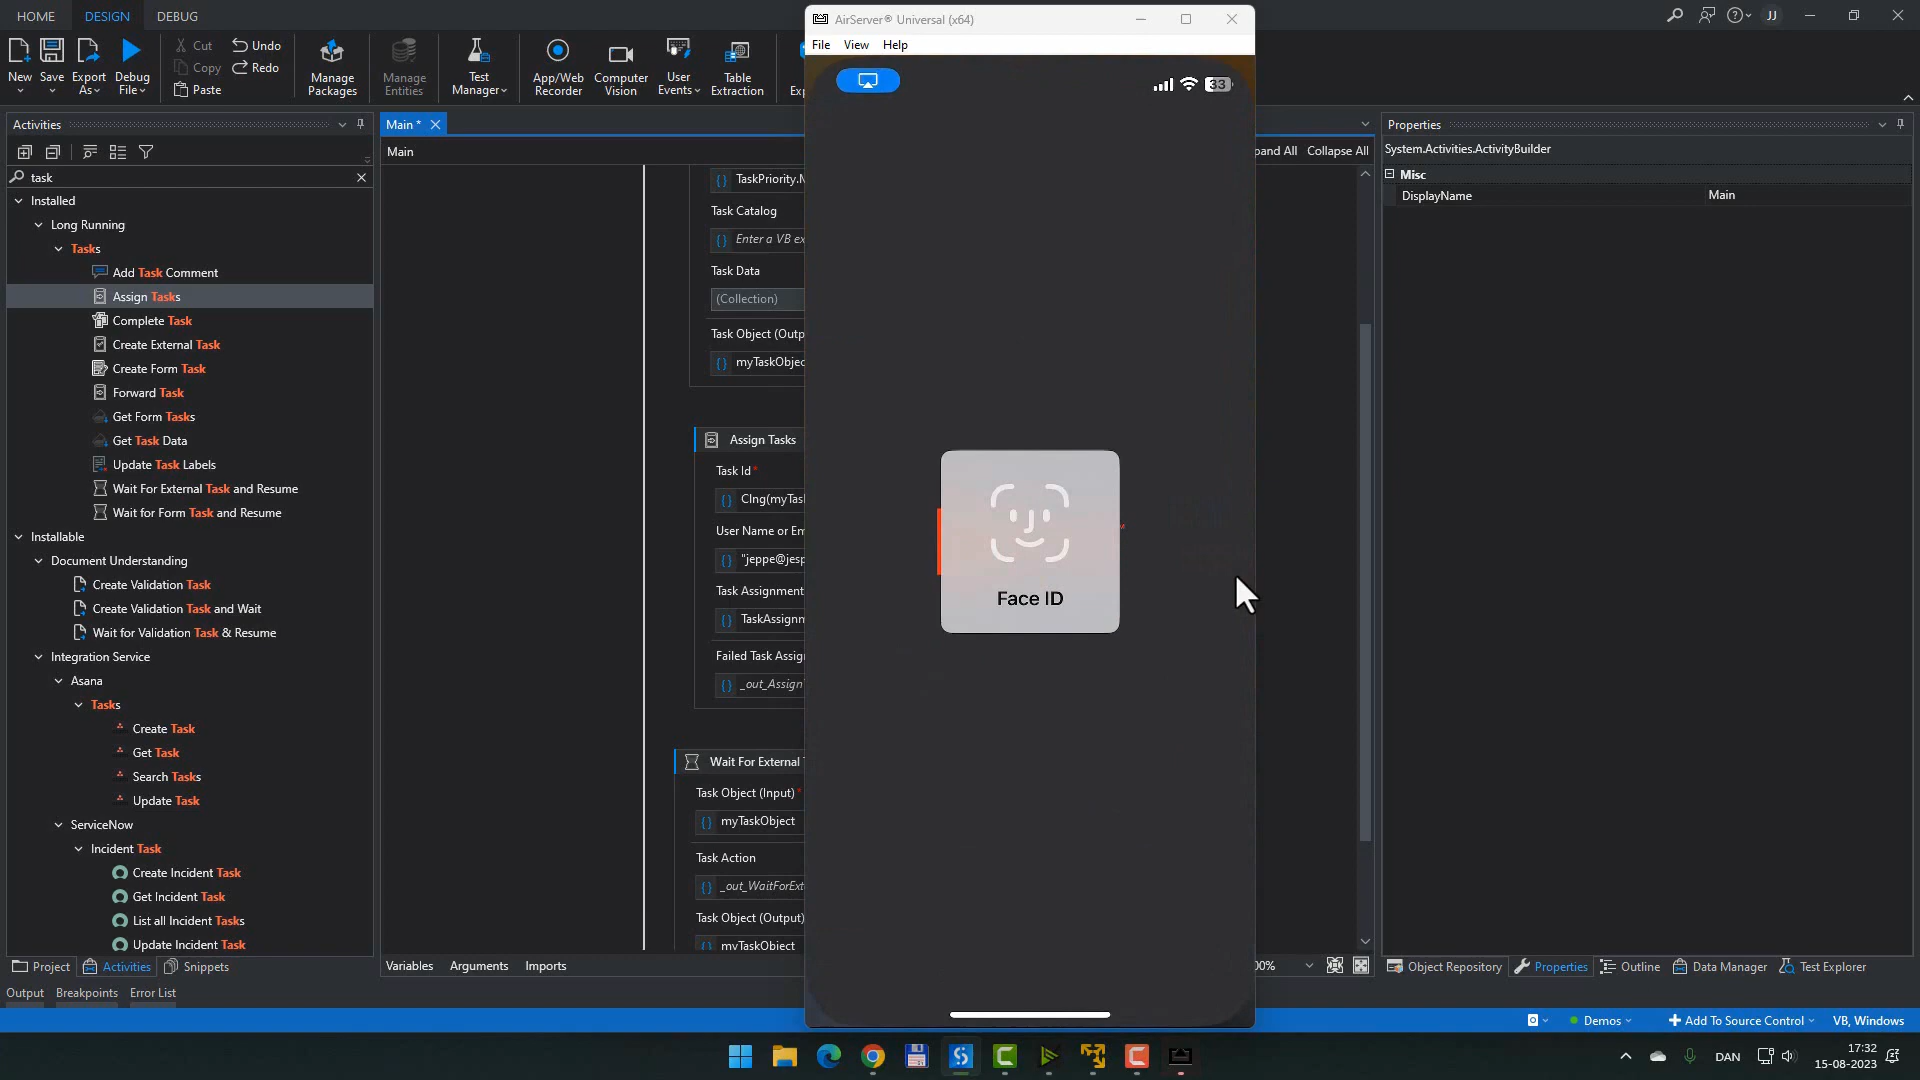 HOME DESIGN DEBUG
AirServer® Universal (x64)
JJ
File View Help
New Save Export As Debug File
Cut Copy Paste
Undo Redo
Manage Packages
Manage Entities
Test Manager
App/Web Recorder
Computer Vision
User Events
Table Extraction
33
Activities
Main *
Properties
Main
pand All Collapse All
System.Activities.ActivityBuilder
task
Misc
DisplayName Main
Installed
Long Running
Tasks
Add Task Comment
Assign Tasks
Complete Task
Create External Task
Create Form Task
Forward Task
Get Form Tasks
Get Task Data
Update Task Labels
Wait For External Task and Resume
Wait for Form Task and Resume
Installable
Document Understanding
Create Validation Task
Create Validation Task and Wait
Wait for Validation Task & Resume
Integration Service
Asana
Tasks
Create Task
Get Task
Search Tasks
Update Task
ServiceNow
Incident Task
Create Incident Task
Get Incident Task
List all Incident Tasks
Update Incident Task
TaskPriority.
Task Catalog
Enter a VB ex
Task Data
(Collection)
Task Object (Outp
myTaskObjec
Assign Tasks
Task Id*
CIng(myTas
User Name or Em
"jeppe@jesp
Task Assignment
TaskAssignm
Failed Task Assig
_out_Assign
Wait For External
Task Object (Input)*
myTaskObject
Task Action
_out_WaitForExt
Task Object (Output)
myTaskObject
Face ID
Project Activities Snippets
Variables Arguments Imports
Object Repository Properties Outline Data Manager Test Explorer
Output Breakpoints Error List
Demos Add To Source Control VB, Windows
DAN
17:32
15-08-2023